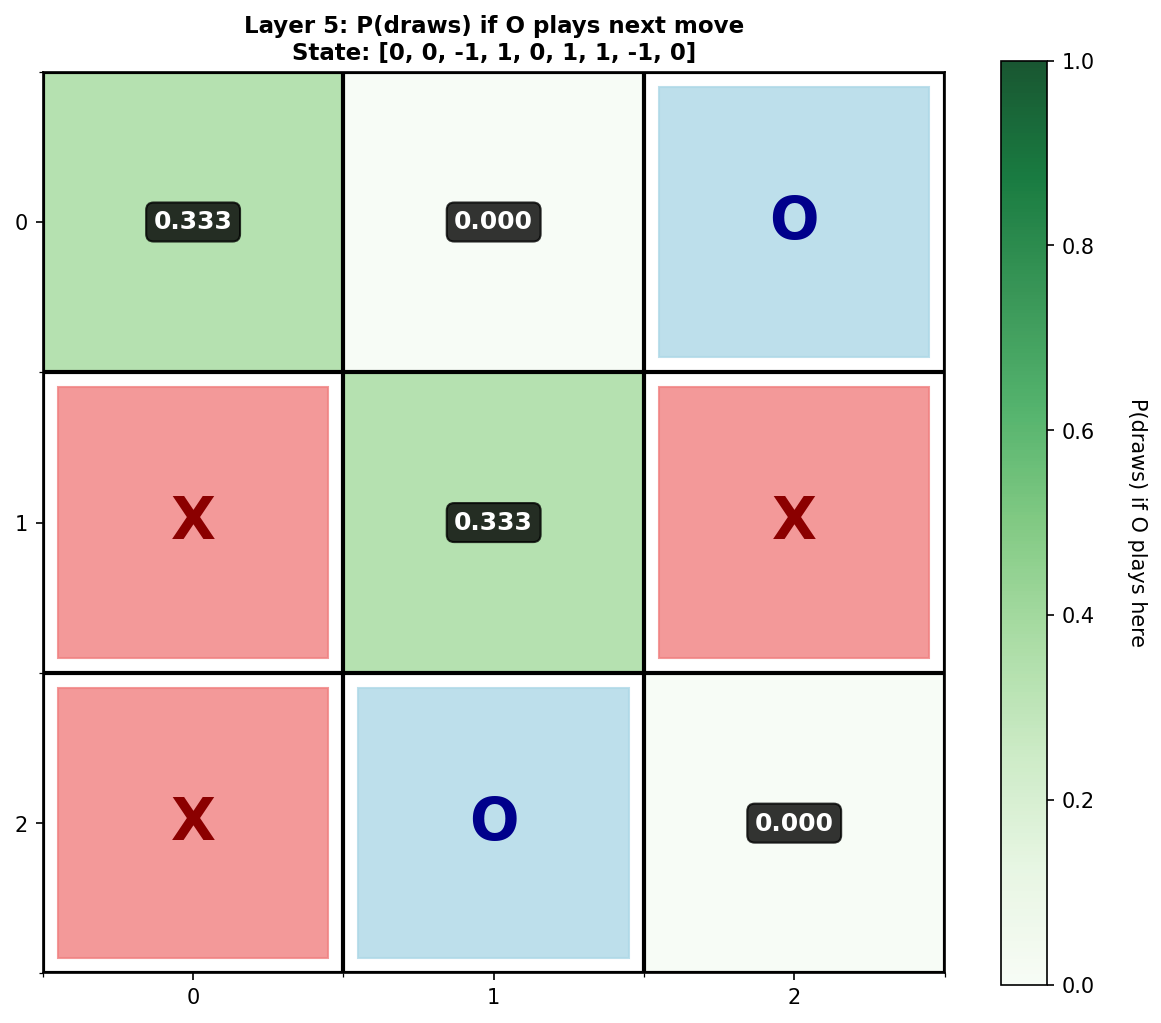 Layer 5: P(draws) if O plays next move
State: [0, 0, -1, 1, 0, 1, 1, -1, 0]
0.333
0.000
O
X
0.333
X
X
O
0.000
0
1
2
0
1
2
1.0
0.8
0.6
0.4
0.2
0.0
P(draws) if O plays here